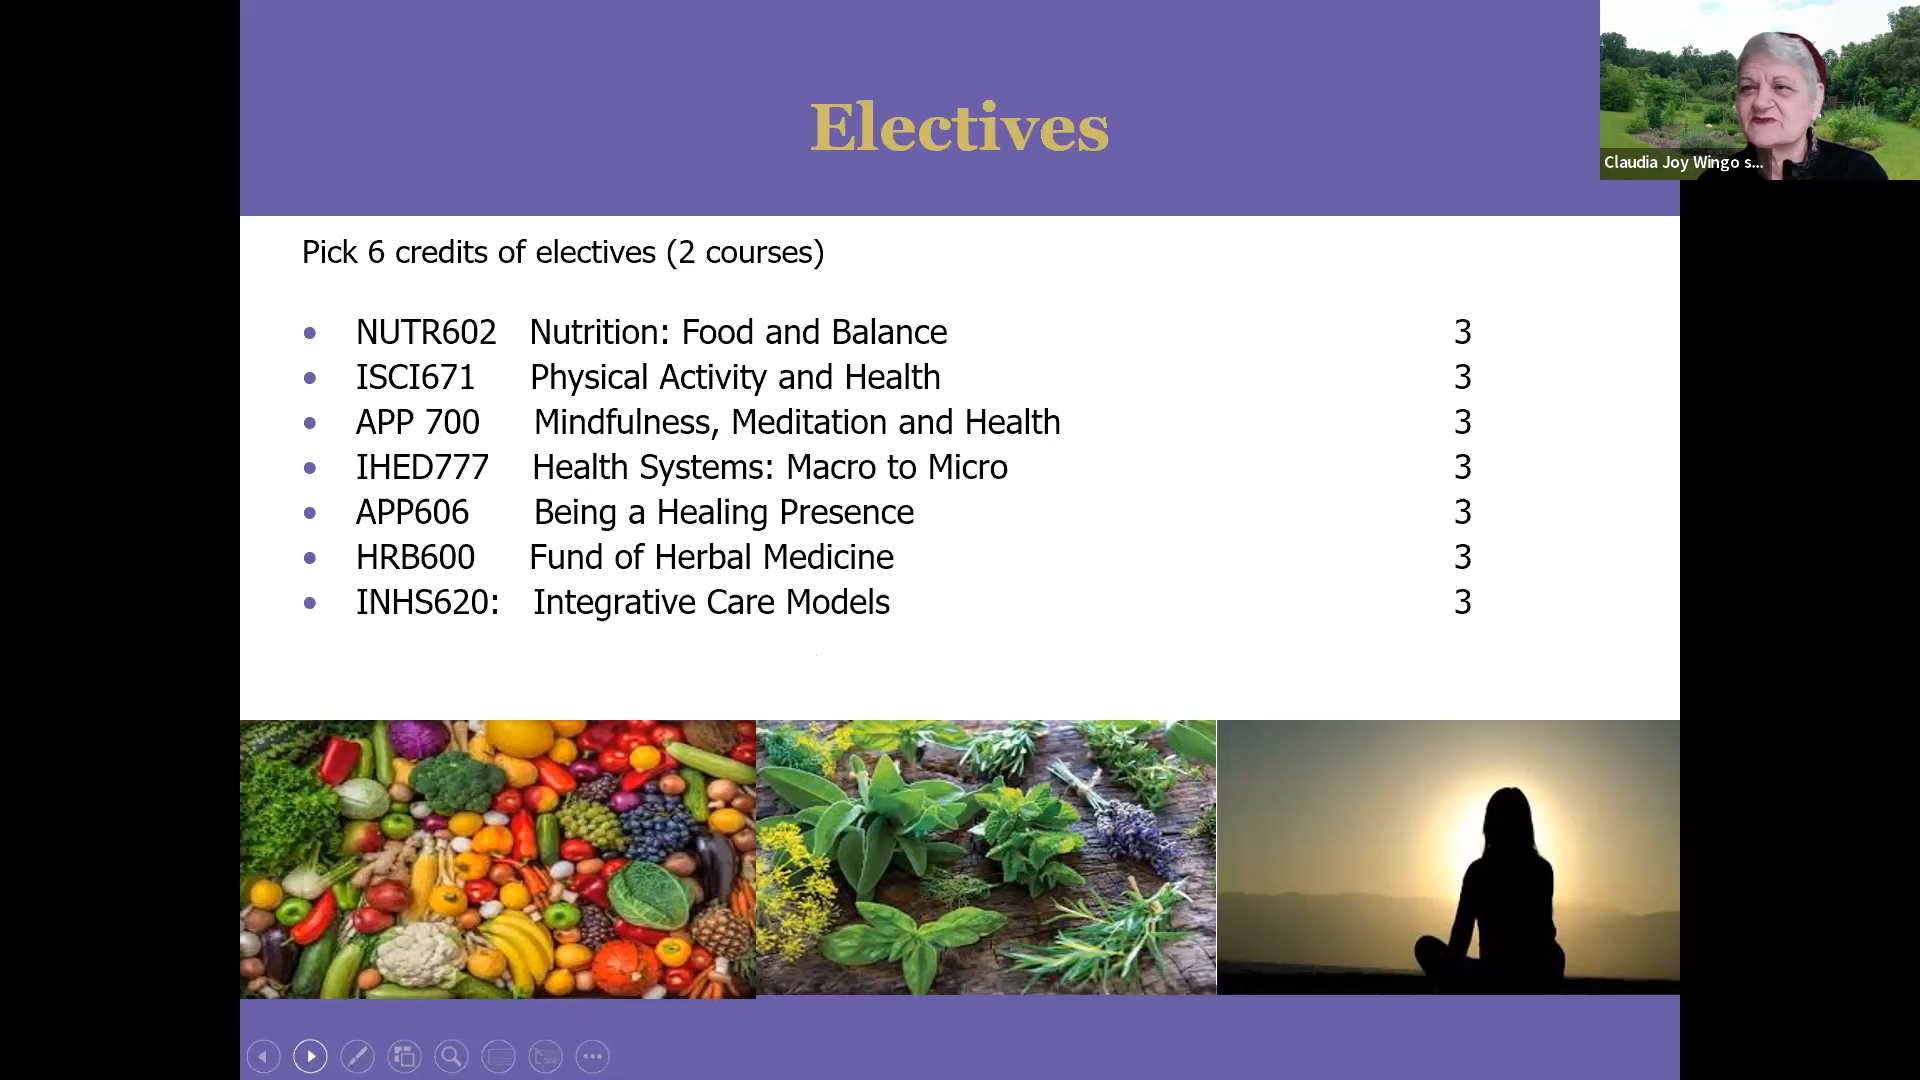 Electives
Claudia Joy Wingo s...
Pick 6 credits of electives (2 courses)
• NUTR602 Nutrition: Food and Balance 3
• ISCI671 Physical Activity and Health 3
• APP 700 Mindfulness, Meditation and Health 3
• IHED777 Health Systems: Macro to Micro 3
• APP606 Being a Healing Presence 3
• HRB600 Fund of Herbal Medicine 3
• INHS620: Integrative Care Models 3